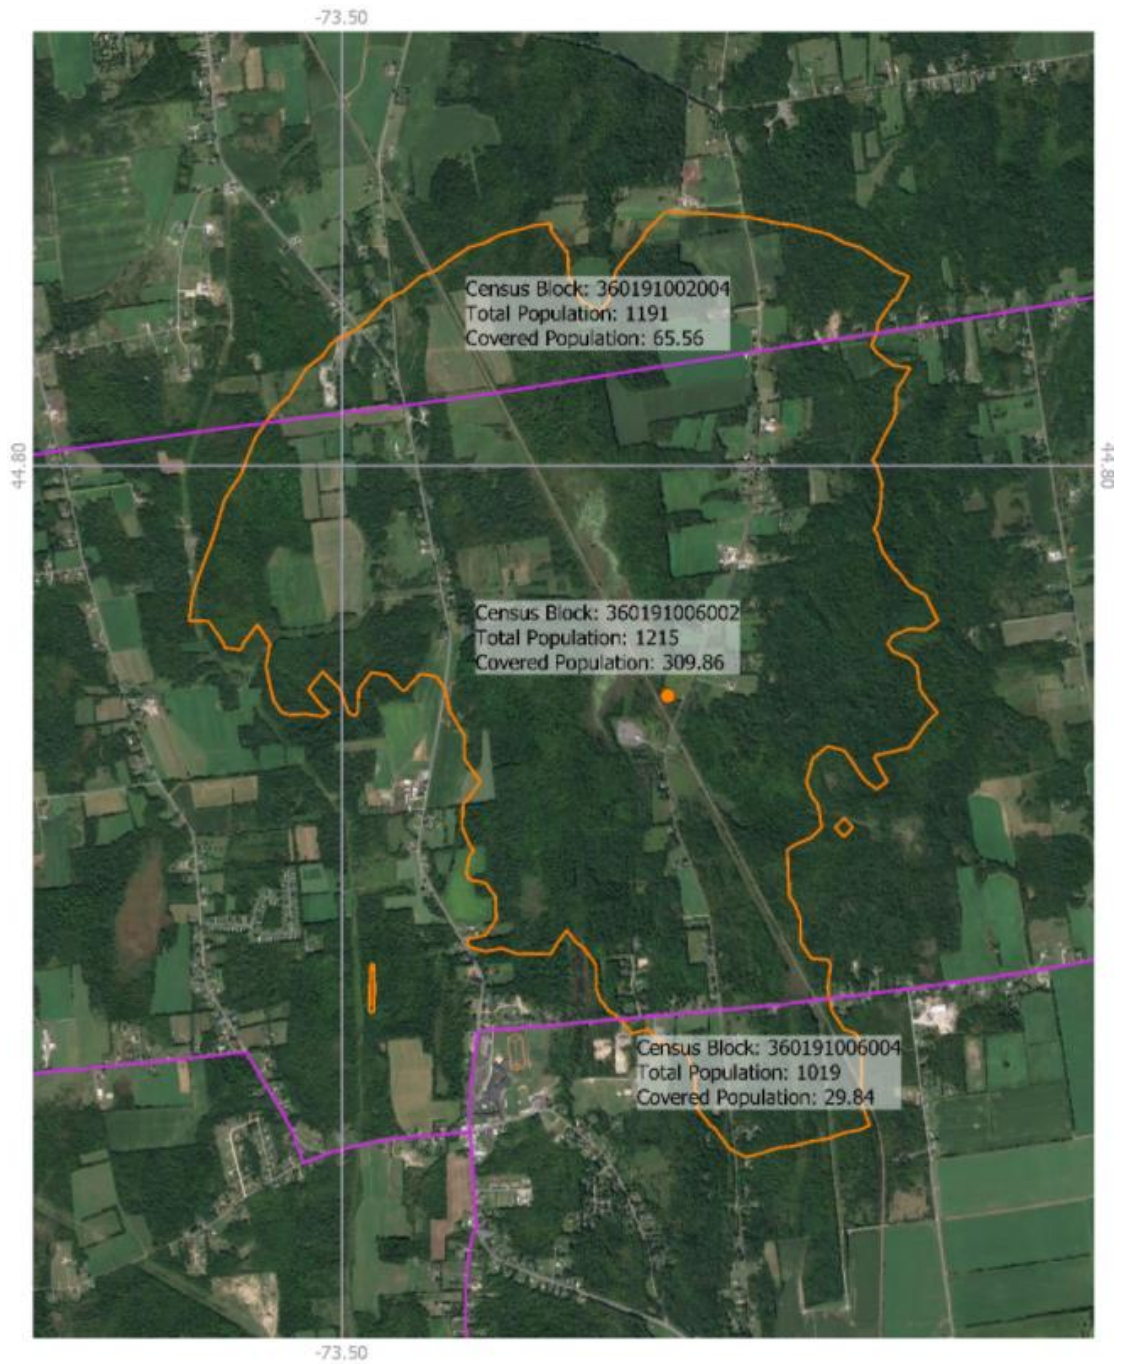 -73.50
Census Block: 360191002004
Total Population: 1191
Covered Population: 65.56
44.80
44.80
Census Block: 360191006002
Total Population: 1215
Covered Population: 309.86
Census Block: 360191006004
Total Population: 1019
Covered Population: 29.84
-73.50